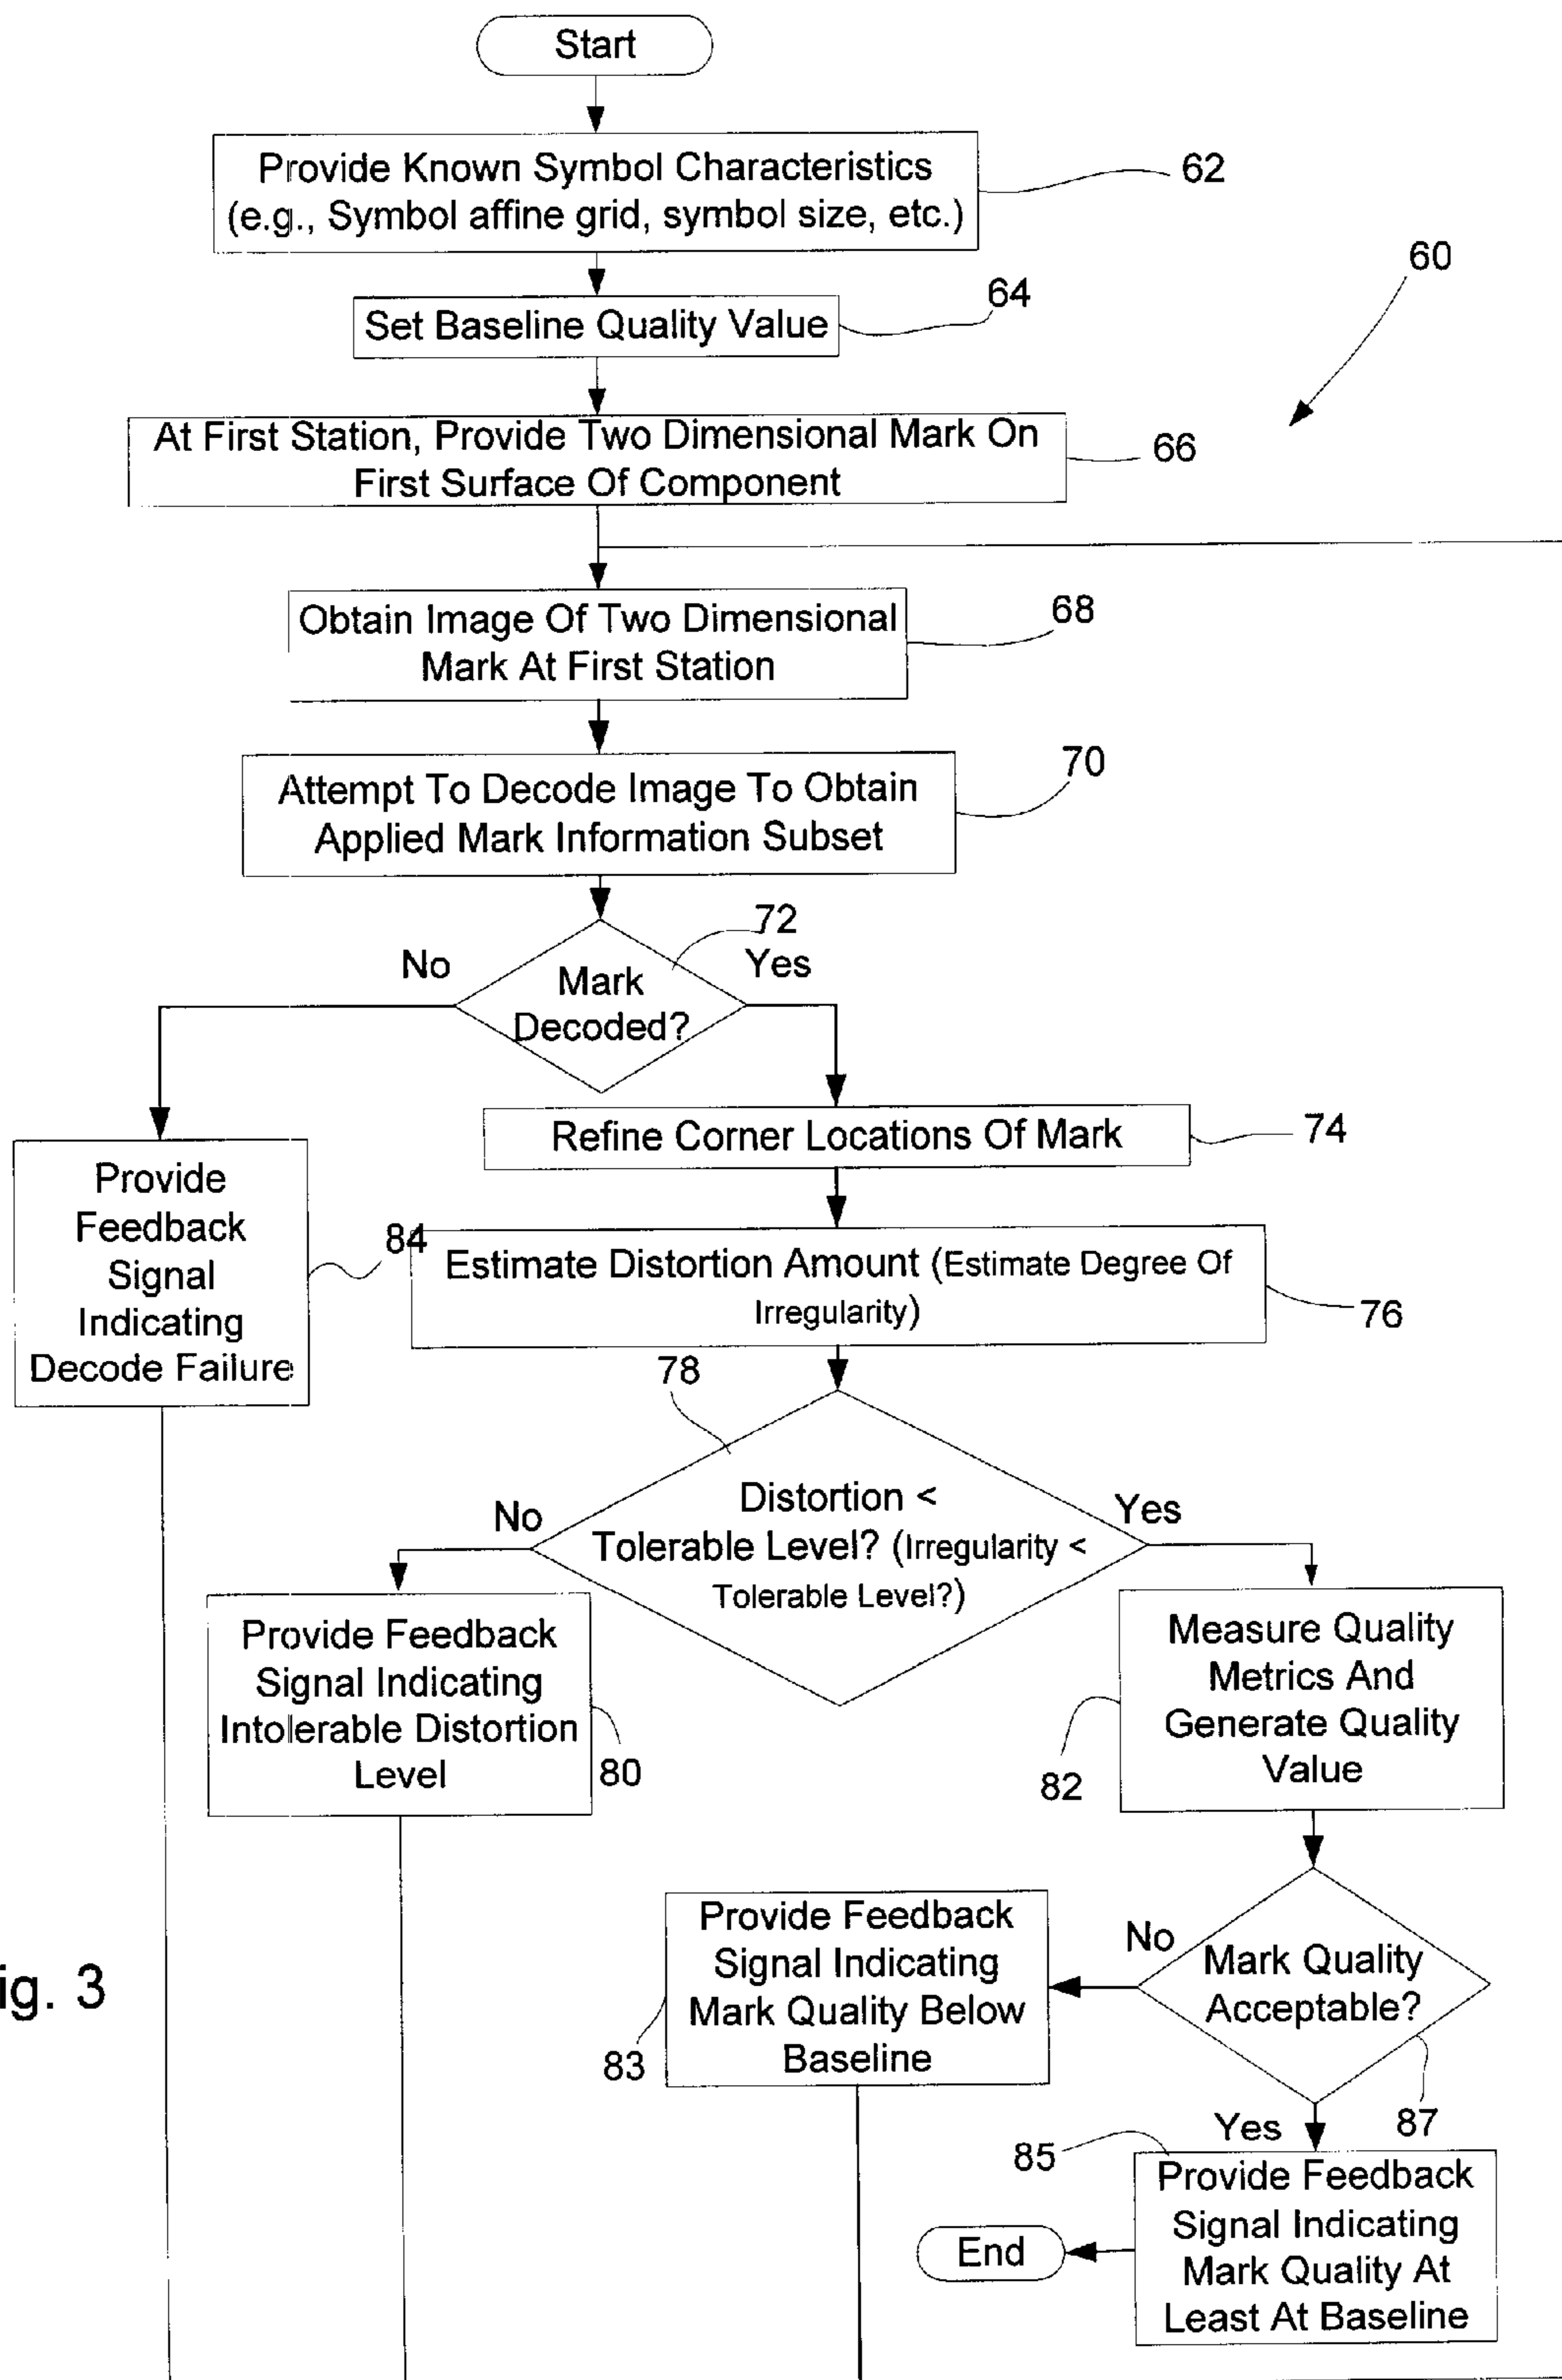 Start
Provide Known Symbol Characteristics
(e.g., Symbol affine grid, symbol size, etc.)
62
60
64
Set Baseline Quality Value
At First Station, Provide Two Dimensional Mark On
First Surface Of Component
66
Obtain Image Of Two Dimensional
Mark At First Station
68
Attempt To Decode Image To Obtain
Applied Mark Information Subset
70
72
No
Yes
Mark
Decoded?
Refine Corner Locations Of Mark
74
Provide
Feedback
Signal
Indicating
Decode Failure
84
Estimate Distortion Amount (Estimate Degree Of
Irregularity)
76
78
No
Yes
Distortion <
Tolerable Level? (Irregularity <
Tolerable Level?)
Provide Feedback
Signal Indicating
Intolerable Distortion
Level
80
Measure Quality
Metrics And
Generate Quality
Value
82
Provide Feedback
Signal Indicating
Mark Quality Below
Baseline
83
No
Mark Quality
Acceptable?
87
Yes
ig. 3
85
Provide Feedback
Signal Indicating
Mark Quality At
Least At Baseline
End